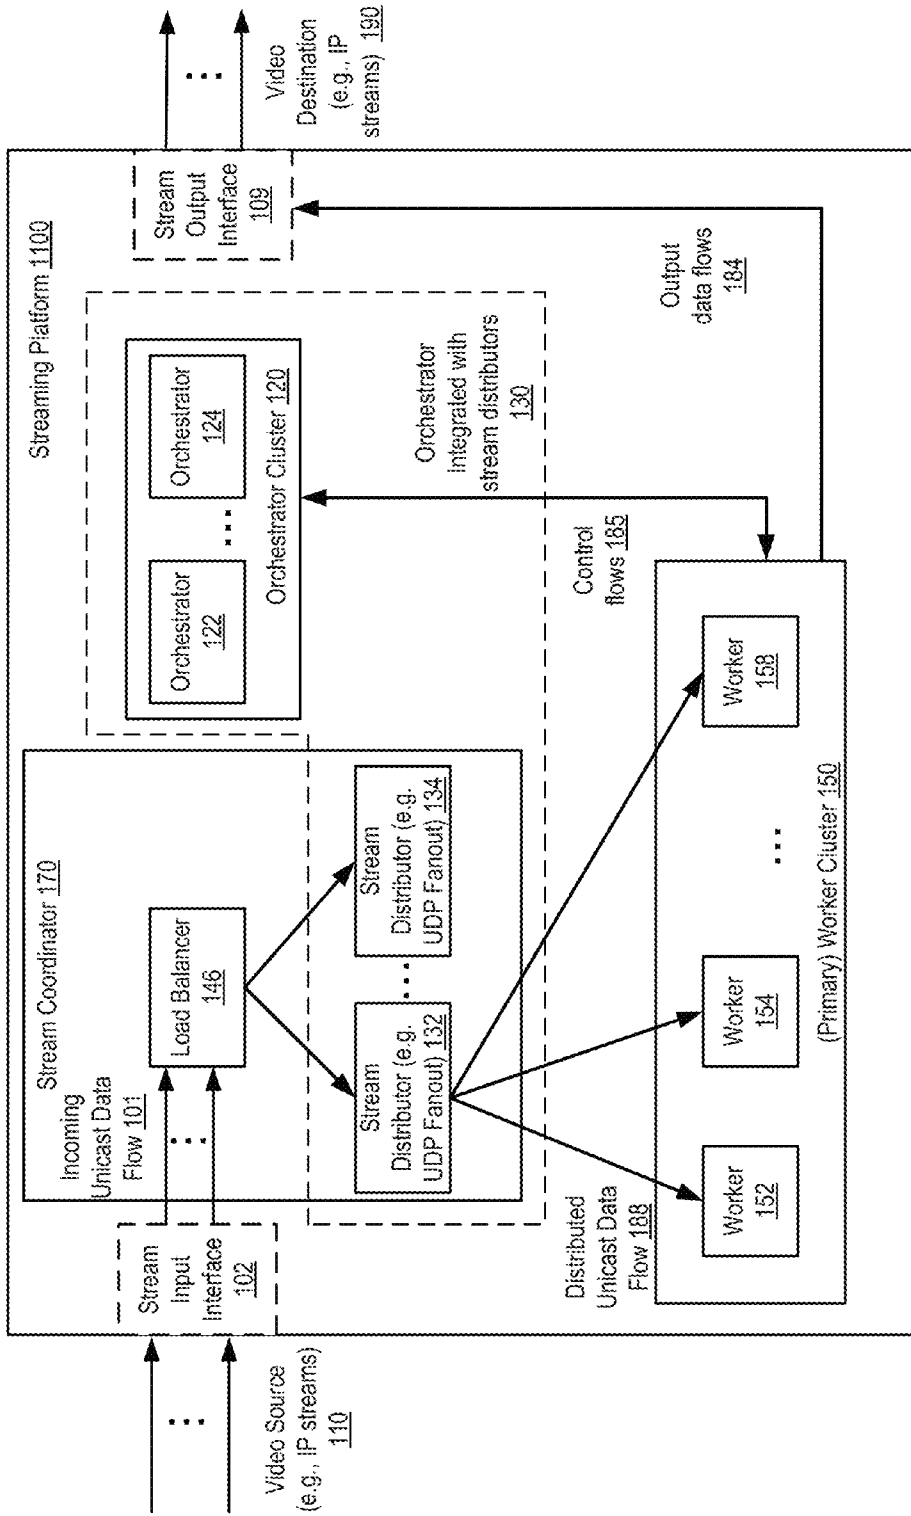 Streaming Platform 1100
Video Source
(e.g., IP streams)
110
Stream
Input
Interface
102
Stream Coordinator 170
Incoming
Unicast Data
Flow 101
Load Balancer
146
Stream
Distributor (e.g.
UDP Fanout) 132
Stream
Distributor (e.g.
UDP Fanout) 134
Orchestrator
122
Orchestrator
124
Orchestrator Cluster 120
Orchestrator
integrated with
stream distributors
130
Stream
Output
Interface
109
Video
Destination
(e.g., IP
streams) 190
Distributed
Unicast Data
Flow 188
Control
flows 185
Output
data flows
184
Worker
152
Worker
154
Worker
158
(Primary) Worker Cluster 150